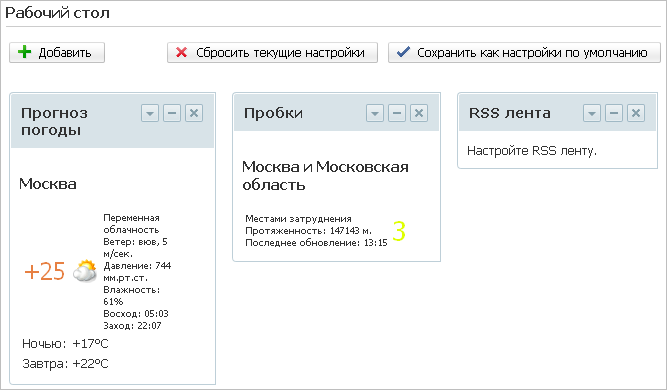 Рабочий стол
Добавить
Сбросить текущие настройки
Сохранить как настройки по умолчанию
Прогноз
погоды
Москва
+25
Переменная
облачность
Ветер: вюв, 5
м/сек.
Давление: 744
мм.рт.ст.
Влажность:
61%
Восход: 05:03
Заход: 22:07
Ночью: +17°C
Завтра: +22°C
Пробки
Москва и Московская
область
Местами затруднения
Протяженность: 147143 м.
Последнее обновление: 13:15
3
RSS лента
Настройте RSS ленту.